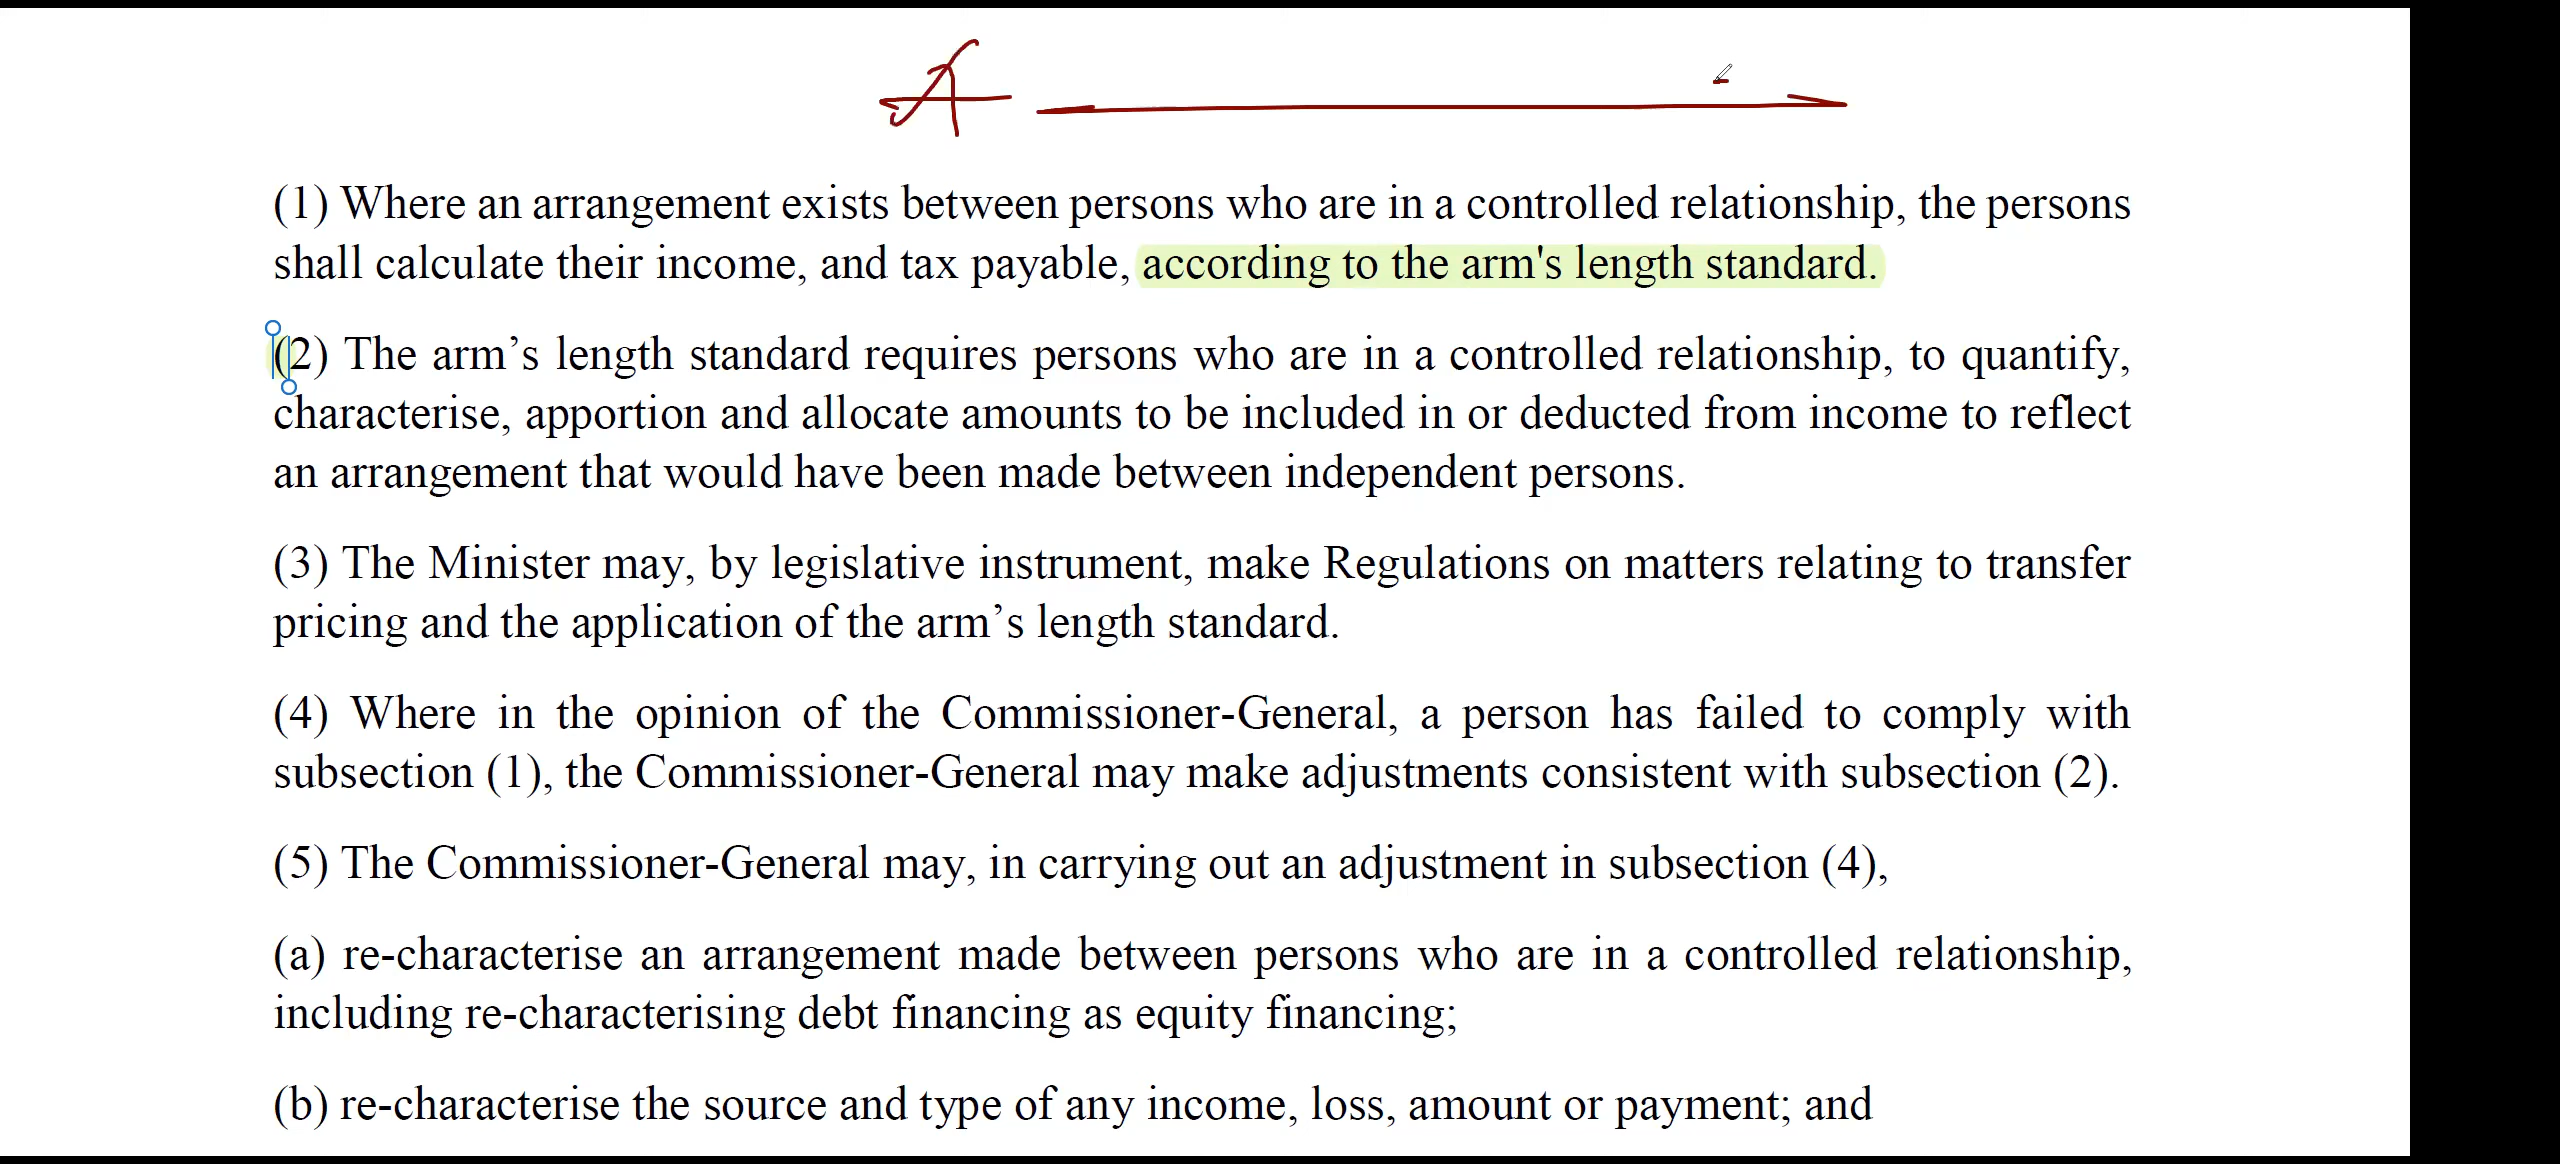 A
(1) Where an arrangement exists between persons who are in a controlled relationship, the persons
shall calculate their income, and tax payable, according to the arm's length standard.
(2) The arm’s length standard requires persons who are in a controlled relationship, to quantify,
characterise, apportion and allocate amounts to be included in or deducted from income to reflect
an arrangement that would have been made between independent persons.
(3) The Minister may, by legislative instrument, make Regulations on matters relating to transfer
pricing and the application of the arm’s length standard.
(4) Where in the opinion of the Commissioner-General, a person has failed to comply with
subsection (1), the Commissioner-General may make adjustments consistent with subsection (2).
(5) The Commissioner-General may, in carrying out an adjustment in subsection (4),
(a) re-characterise an arrangement made between persons who are in a controlled relationship,
including re-characterising debt financing as equity financing;
(b) re-characterise the source and type of any income, loss, amount or payment; and